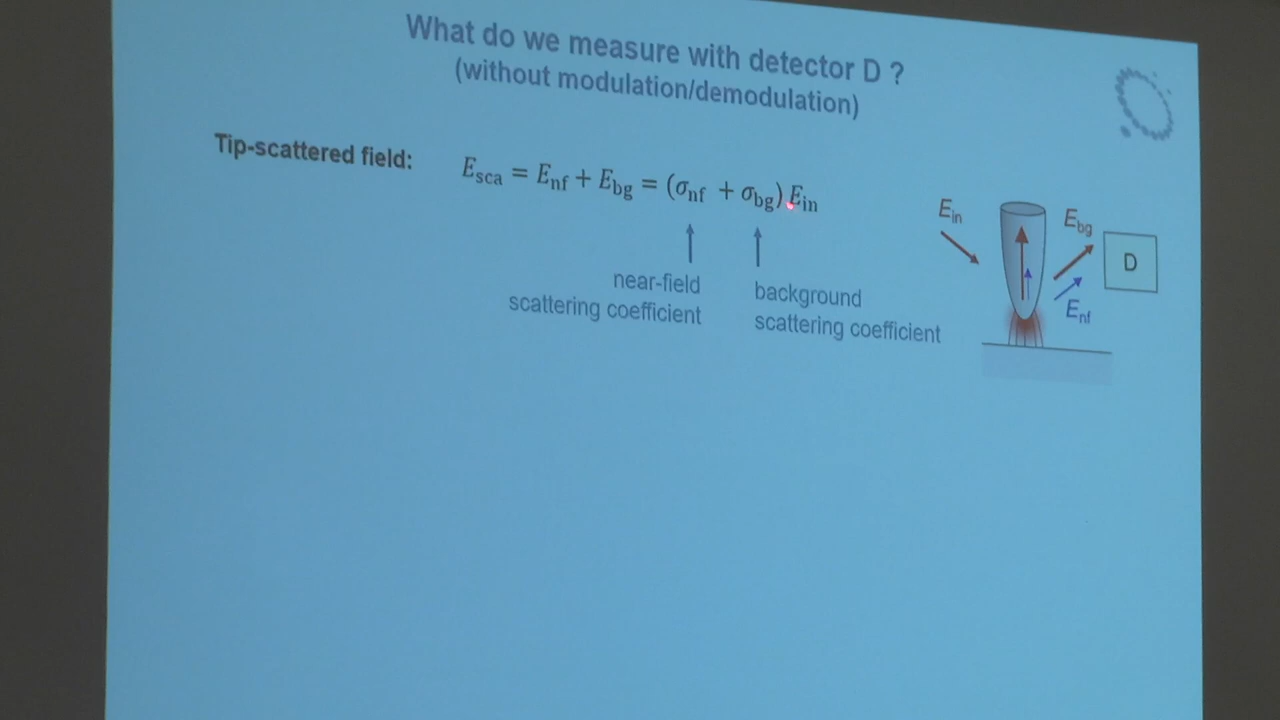 What do we measure with detector D ?
(without modulation/demodulation)
Tip-scattered field:
E_sca = E_nf + E_bg = (σ_nf + σ_bg) E_in
near-field
scattering coefficient
background
scattering coefficient
E_in
E_bg
D
E_nf